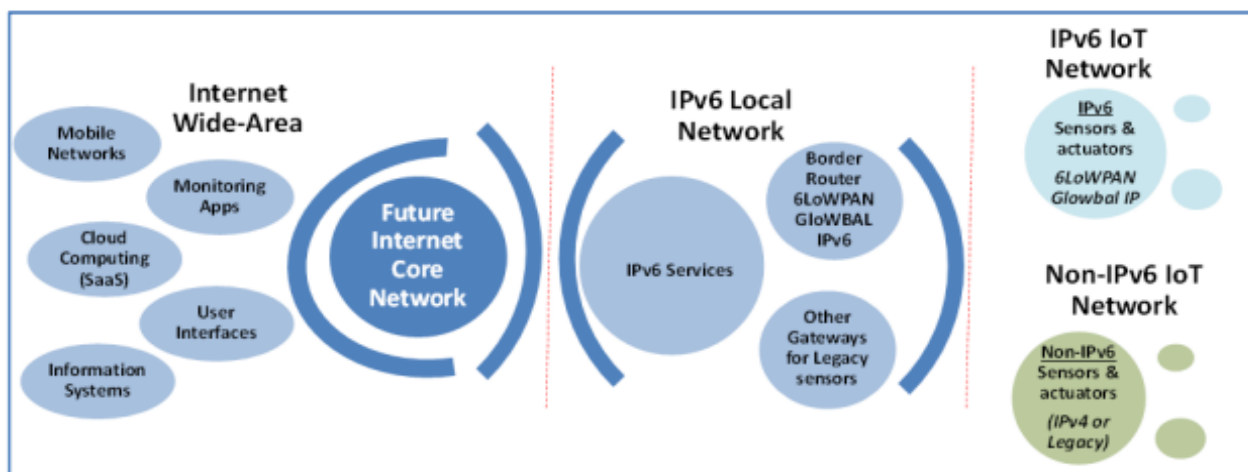 Internet
Wide-Area
Mobile
Networks
Monitoring
Apps
Cloud
Computing
(SaaS)
User
Interfaces
Information
Systems
Future
Internet
Core
Network
IPv6 Local
Network
IPv6 Services
Border
Router
6LoWPAN
GloWBAL
IPv6
Other
Gateways
for Legacy
sensors
IPv6 IoT
Network
IPv6
Sensors &
actuators
6LoWPAN
Glowbal IP
Non-IPv6 IoT
Network
Non-IPv6
Sensors &
actuators
(IPv4 or
Legacy)